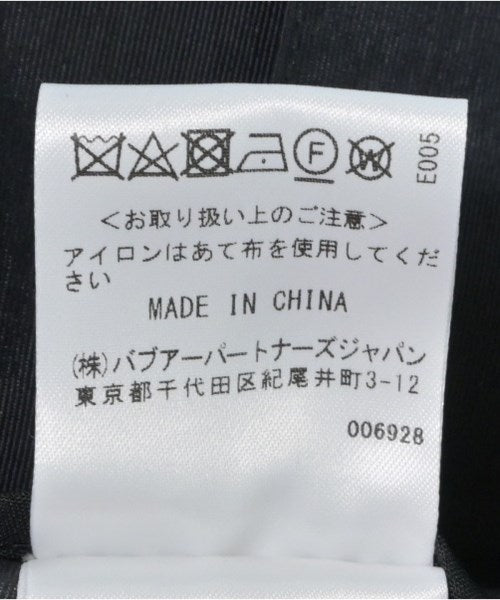 F W
E005
<お取り扱い上のご注意>
アイロンはあて布を使用してくだ
さい
MADE IN CHINA
(株)バブアーパートナーズジャパン
東京都千代田区紀尾井町3-12
006928